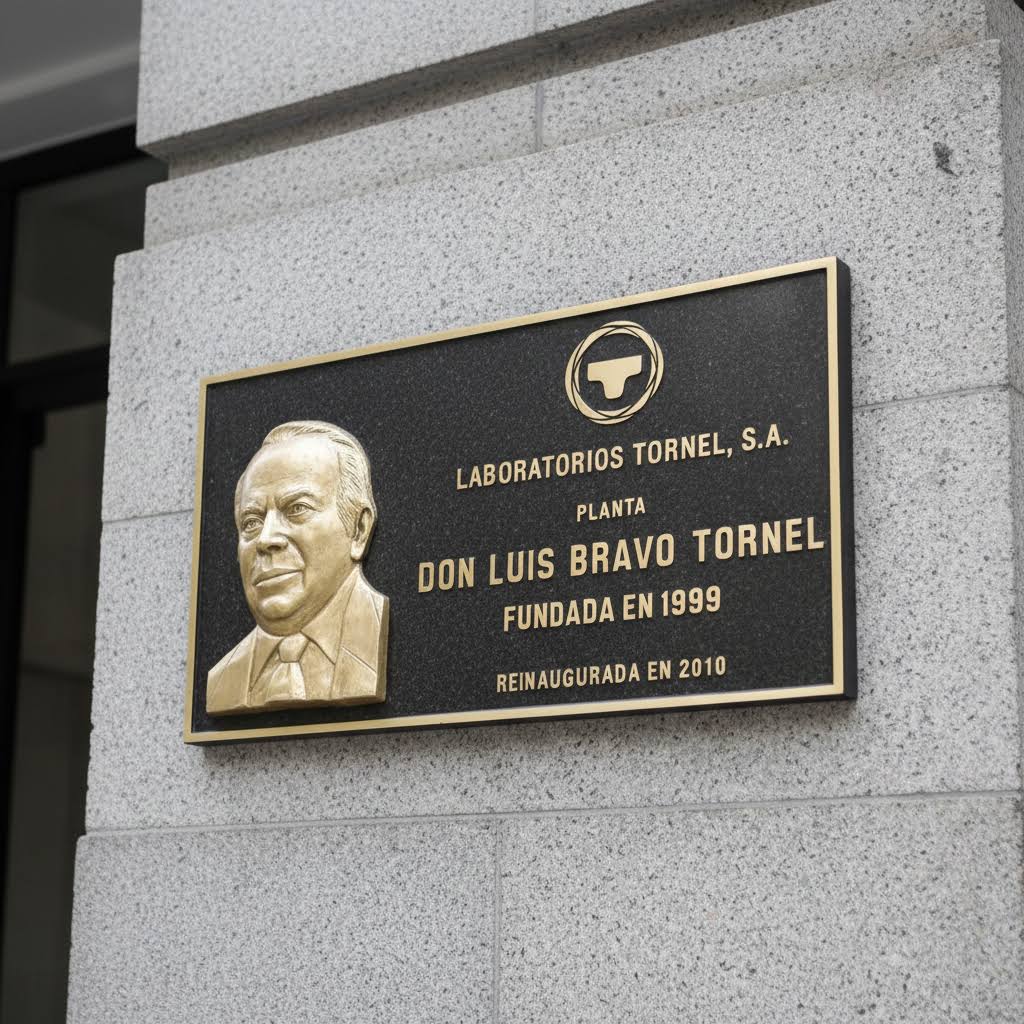 LABORATORIOS TORNEL, S.A.
PLANTA
DON LUIS BRAVO TORNEL
FUNDADA EN 1999
REINAUGURADA EN 2010